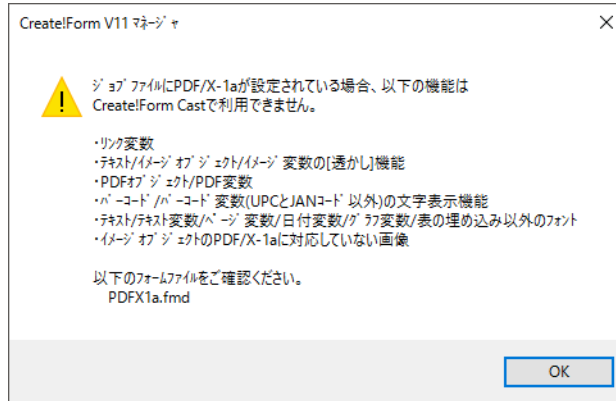 Create!Form V11 ﾏﾈｰｼﾞｬ
ｼﾞｮﾌﾞﾌｧｲﾙにPDF/X-1aが設定されている場合、以下の機能は
Create!Form Castで利用できません。
・ﾘﾝｸ変数
・ﾃｷｽﾄ/ｲﾒｰｼﾞｵﾌﾞｼﾞｪｸﾄ/ｲﾒｰｼﾞ変数の[透かし]機能
・PDFｵﾌﾞｼﾞｪｸﾄ/PDF変数
・ﾊﾞｰｺｰﾄﾞ/ﾊﾞｰｺｰﾄﾞ変数(UPCとJANｺｰﾄﾞ以外)の文字表示機能
・ﾃｷｽﾄ/ﾃｷｽﾄ変数/ﾍﾟｰｼﾞ変数/日付変数/ｸﾞﾗﾌ変数/表の埋め込み以外のﾌｫﾝﾄ
・ｲﾒｰｼﾞｵﾌﾞｼﾞｪｸﾄのPDF/X-1aに対応していない画像
以下のﾌｫｰﾑﾌｧｲﾙをご確認ください。
PDFX1a.fmd
OK